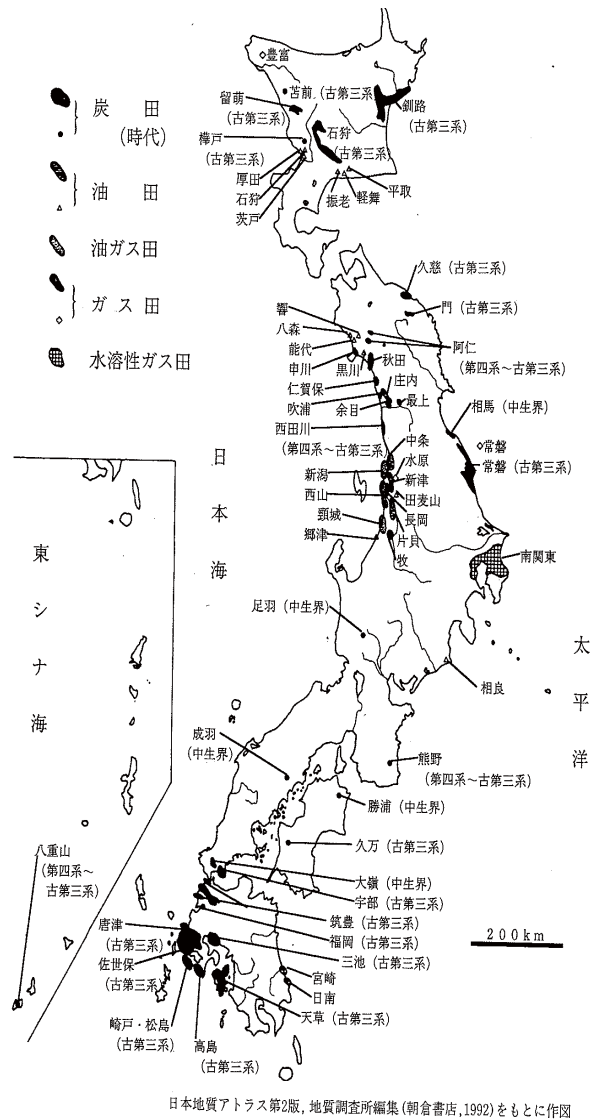 炭田
(時代)
油田
油ガス田
ガス田
水溶性ガス田
豊富
苫前 (古第三系)
留萌
(古第三系)
釧路
(古第三系)
石狩
(古第三系)
樺戸
(古第三系)
厚田
石狩
茨戸
振老
軽舞
平取
久慈 (古第三系)
門 (古第三系)
響
八森
能代
申川
黒川
秋田
阿仁
(第四系～古第三系)
仁賀保
庄内
吹浦
余目
最上
西田川
(第四系～古第三系)
相馬 (中生界)
常磐
常磐 (古第三系)
中条
水原
新潟
新津
西山
田麦山
長岡
頸城
片貝
郷津
牧
南関東
日本海
東シナ海
太平洋
足羽 (中生界)
相良
成羽
(中生界)
熊野
(第四系～古第三系)
勝浦 (中生界)
久万 (古第三系)
八重山
(第四系～
古第三系)
大嶺 (中生界)
宇部 (古第三系)
筑豊 (古第三系)
福岡 (古第三系)
唐津
(古第三系)
三池 (古第三系)
佐世保
(古第三系)
宮崎
日南
天草 (古第三系)
崎戸・松島
(古第三系)
高島
(古第三系)
200km
日本地質アトラス第2版, 地質調査所編集 (朝倉書店, 1992) をもとに作図